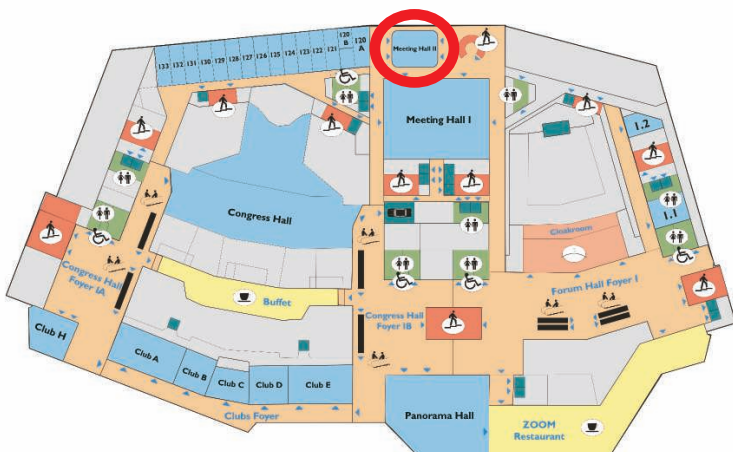 120
B
120
A
133
132
131
130
129
128
127
126
125
124
123
122
121
Meeting Hall II
Meeting Hall I
1.2
1.1
Congress Hall
Cloakroom
Congress Hall
Foyer IA
Buffet
Forum Hall Foyer I
Congress Hall
Foyer IB
Club H
Club A
Club B
Club C
Club D
Club E
Clubs Foyer
Panorama Hall
ZOOM
Restaurant